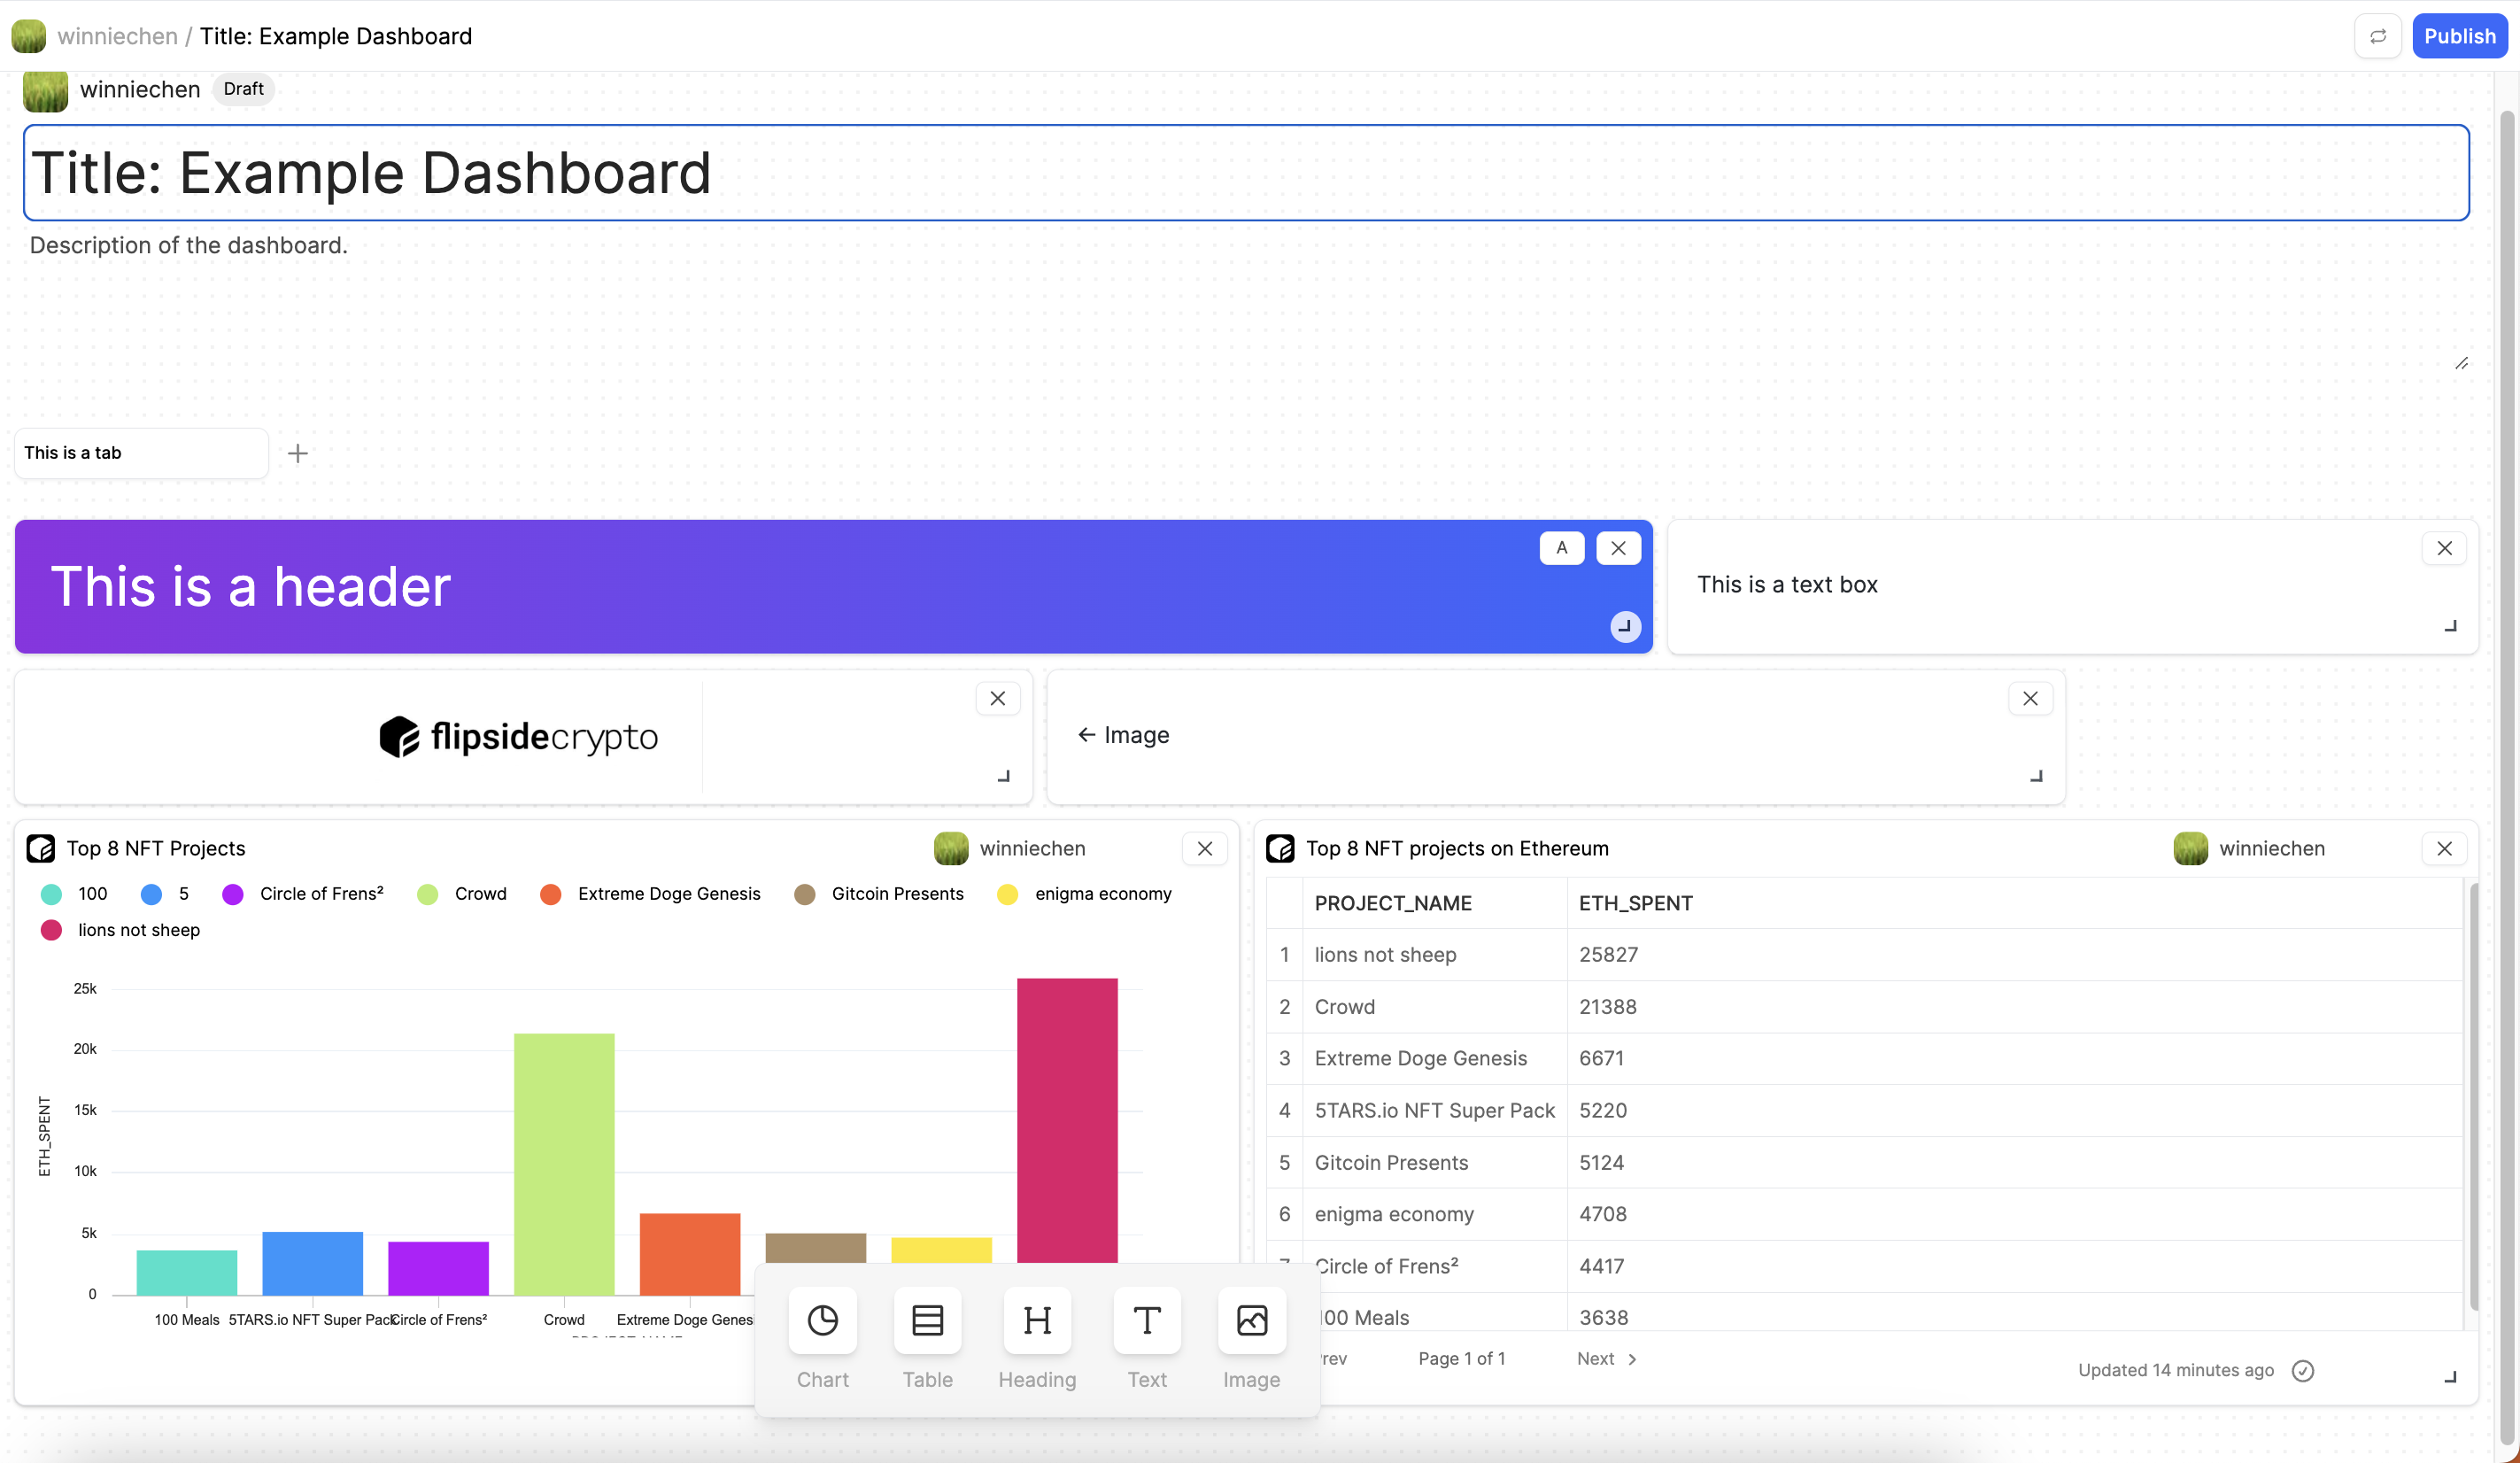 winniechen / Title: Example Dashboard
Publish
winniechen Draft
Title: Example Dashboard
Description of the dashboard.
This is a tab
This is a header
A
This is a text box
flipsidecrypto
← Image
Top 8 NFT Projects
winniechen
100
5
Circle of Frens²
Crowd
Extreme Doge Genesis
Gitcoin Presents
enigma economy
lions not sheep
25k
20k
15k
10k
5k
0
ETH_SPENT
100 Meals
5TARS.io NFT Super Pack
Circle of Frens²
Crowd
Extreme Doge Genes
Top 8 NFT projects on Ethereum
winniechen
PROJECT_NAME ETH_SPENT
1 lions not sheep 25827
2 Crowd 21388
3 Extreme Doge Genesis 6671
4 5TARS.io NFT Super Pack 5220
5 Gitcoin Presents 5124
6 enigma economy 4708
7 Circle of Frens² 4417
100 Meals 3638
Page 1 of 1
Next
Updated 14 minutes ago
Chart
Table
Heading
Text
Image